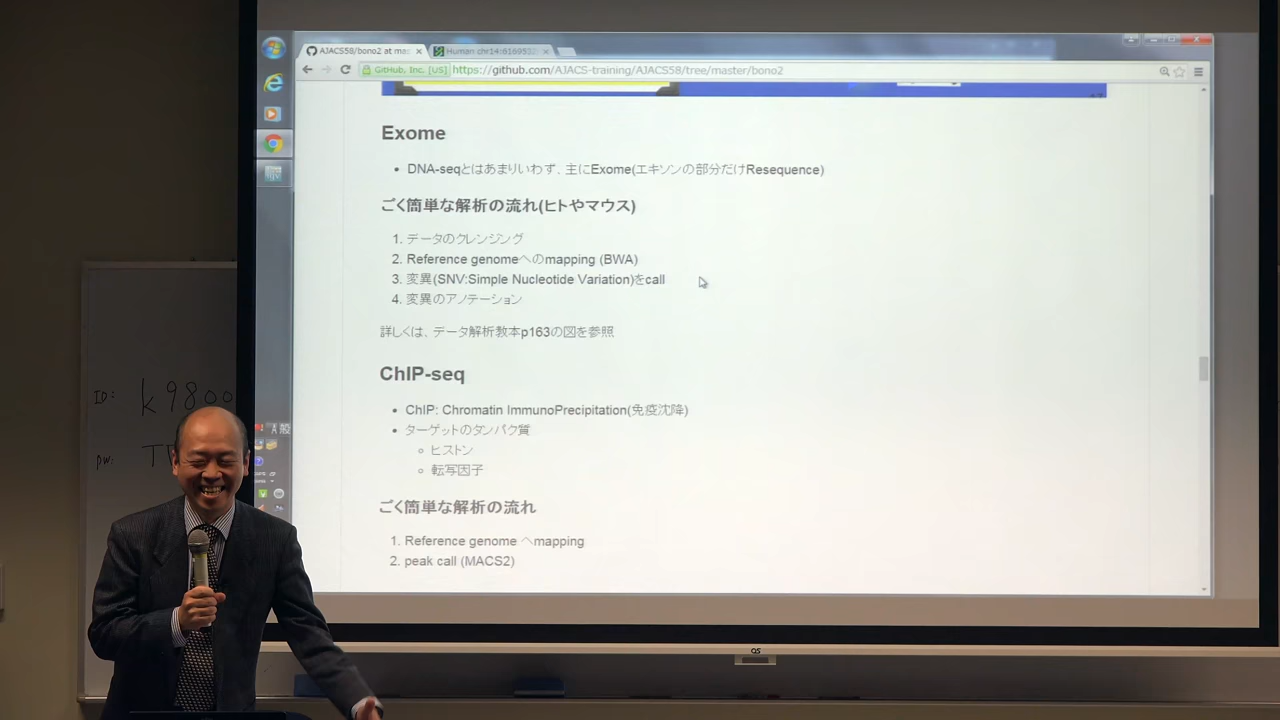 AJACS58/bono2 at mas
Human chr14:6169532
GitHub, Inc. [US] https://github.com/AJACS-training/AJACS58/tree/master/bono2
Exome
DNA-seqとはあまりいわず、主にExome(エキソンの部分だけResequence)
ごく簡単な解析の流れ(ヒトやマウス)
1. データのクレンジング
2. Reference genomeへのmapping (BWA)
3. 変異(SNV:Simple Nucleotide Variation)をcall
4. 変異のアノテーション
詳しくは、データ解析教本p163の図を参照
ChIP-seq
ChIP: Chromatin ImmunoPrecipitation(免疫沈降)
ターゲットのタンパク質
ヒストン
転写因子
ごく簡単な解析の流れ
1. Reference genome へmapping
2. peak call (MACS2)
ID: k9800
PW:
A 般
OS